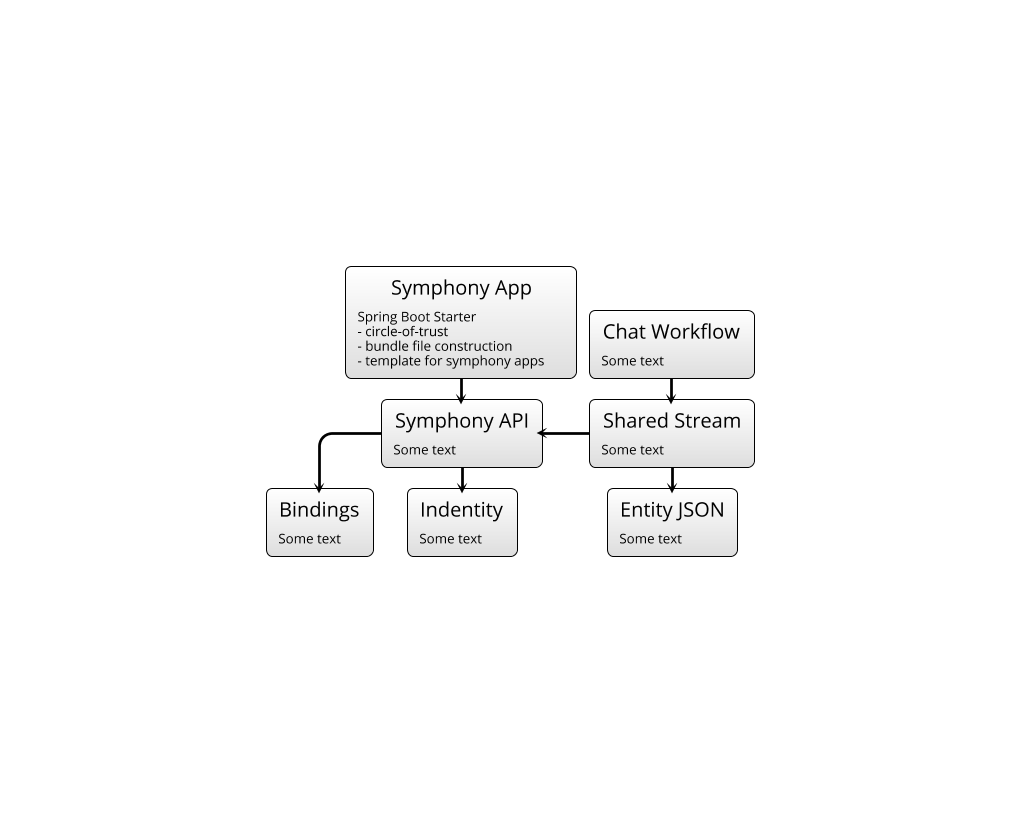 Symphony App
Spring Boot Starter
- circle-of-trust
- bundle file construction
- template for symphony apps
Chat Workflow
Some text
Symphony API
Some text
Shared Stream
Some text
Bindings
Some text
Indentity
Some text
Entity JSON
Some text